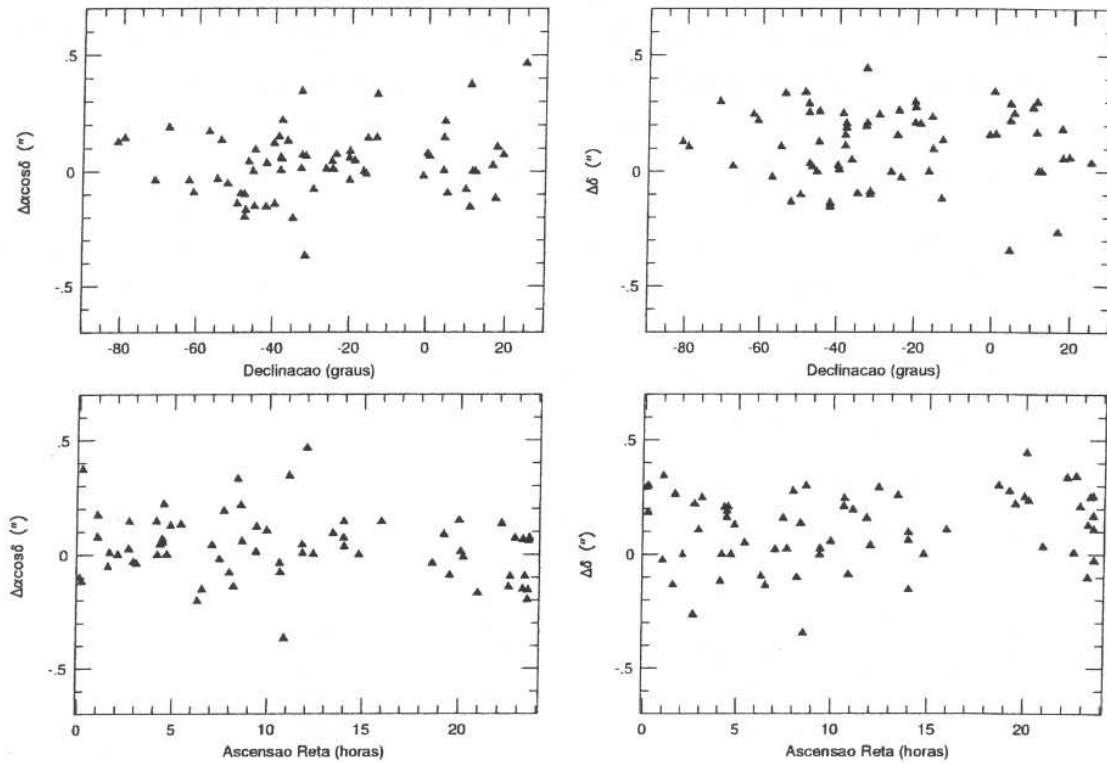 .5
0
-.5
Δαcosδ (″)
-80 -60 -40 -20 0 20
Declinacao (graus)
.5
0
-.5
Δδ (″)
-80 -60 -40 -20 0 20
Declinacao (graus)
.5
0
-.5
Δαcosδ (″)
0 5 10 15 20
Ascensao Reta (horas)
.5
0
-.5
Δδ (″)
0 5 10 15 20
Ascensao Reta (horas)